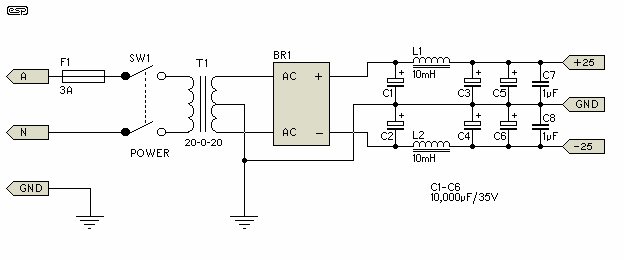 esp
F1
SW1
T1
BR1
L1
A
3A
AC
+
10mH
+
+
+
+25
C1
C3
C5
C7
1µF
GND
N
POWER
20-0-20
AC
−
+
+
+
C2
C4
C6
C8
1µF
L2
10mH
-25
GND
C1-C6
10,000µF/35V